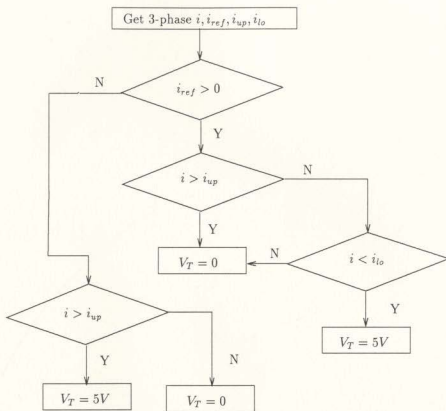 Get 3-phase i, i_ref, i_up, i_lo
N
i_ref > 0
Y
i > i_up
N
Y
V_T = 0
N
i < i_lo
Y
V_T = 5V
i > i_up
Y
N
V_T = 5V
V_T = 0